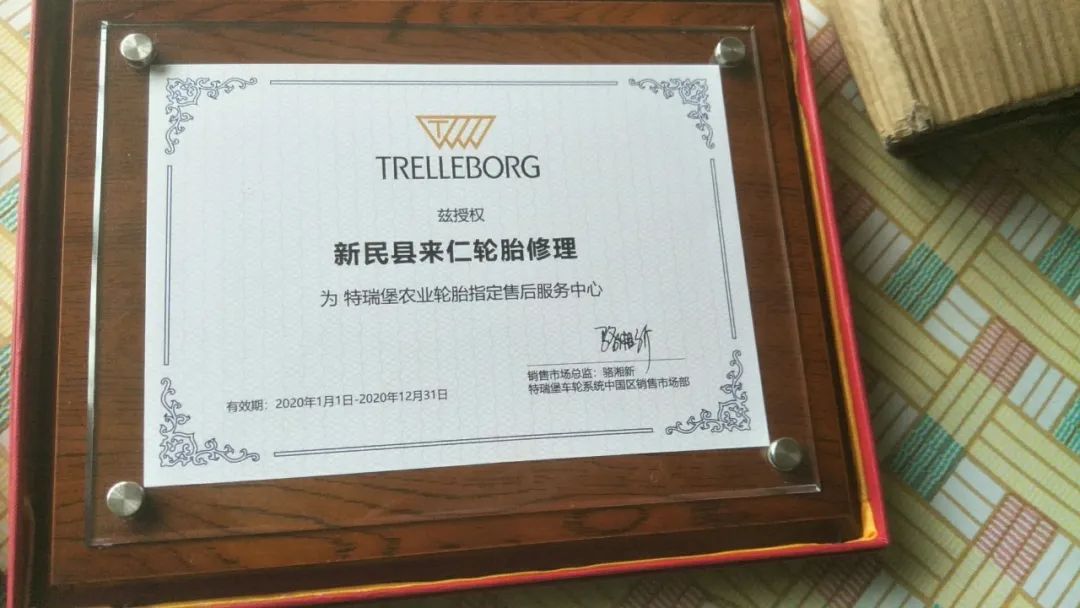 TRELLEBORG
兹授权
新民县来仁轮胎修理
为 特瑞堡农业轮胎指定售后服务中心
骆湘新
销售市场总监：骆湘新
特瑞堡车轮系统中国区销售市场部
有效期：2020年1月1日-2020年12月31日